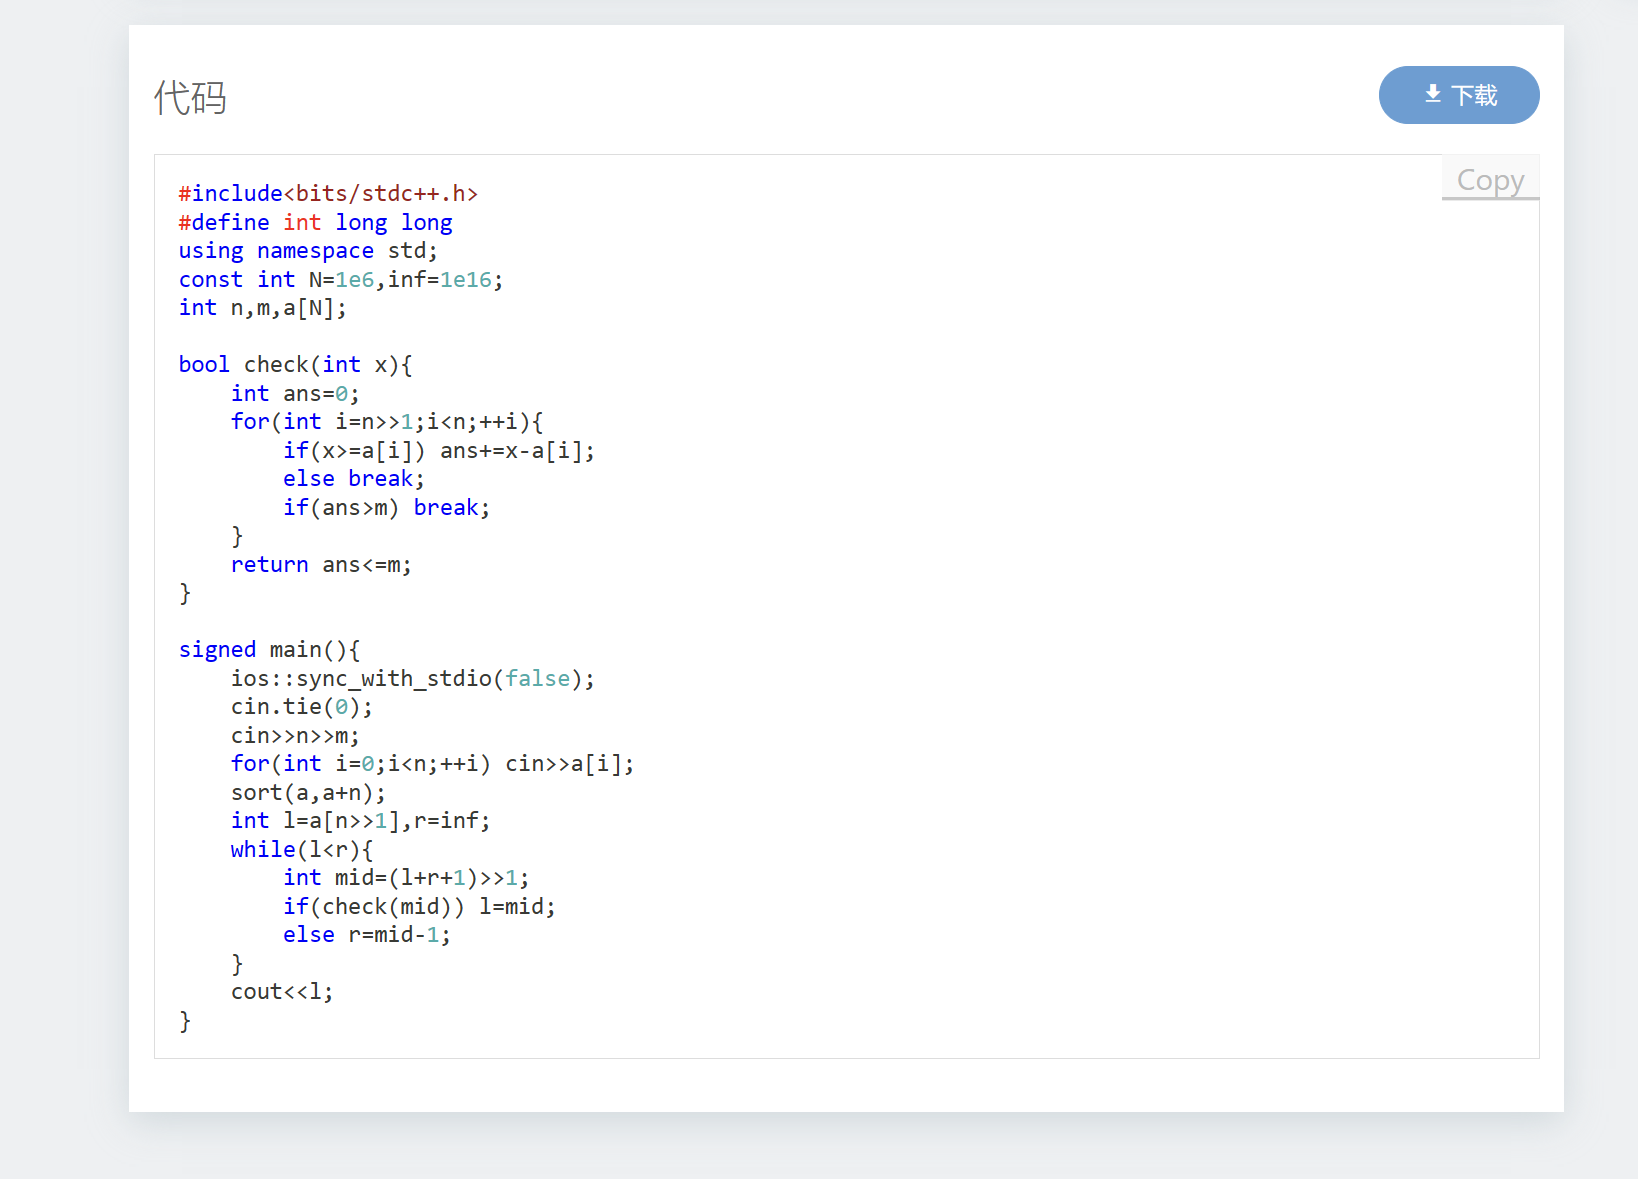 代码
下载
Copy
#include<bits/stdc++.h>
#define int long long
using namespace std;
const int N=1e6,inf=1e16;
int n,m,a[N];

bool check(int x){
    int ans=0;
    for(int i=n>>1;i<n;++i){
        if(x>=a[i]) ans+=x-a[i];
        else break;
        if(ans>m) break;
    }
    return ans<=m;
}

signed main(){
    ios::sync_with_stdio(false);
    cin.tie(0);
    cin>>n>>m;
    for(int i=0;i<n;++i) cin>>a[i];
    sort(a,a+n);
    int l=a[n>>1],r=inf;
    while(l<r){
        int mid=(l+r+1)>>1;
        if(check(mid)) l=mid;
        else r=mid-1;
    }
    cout<<l;
}